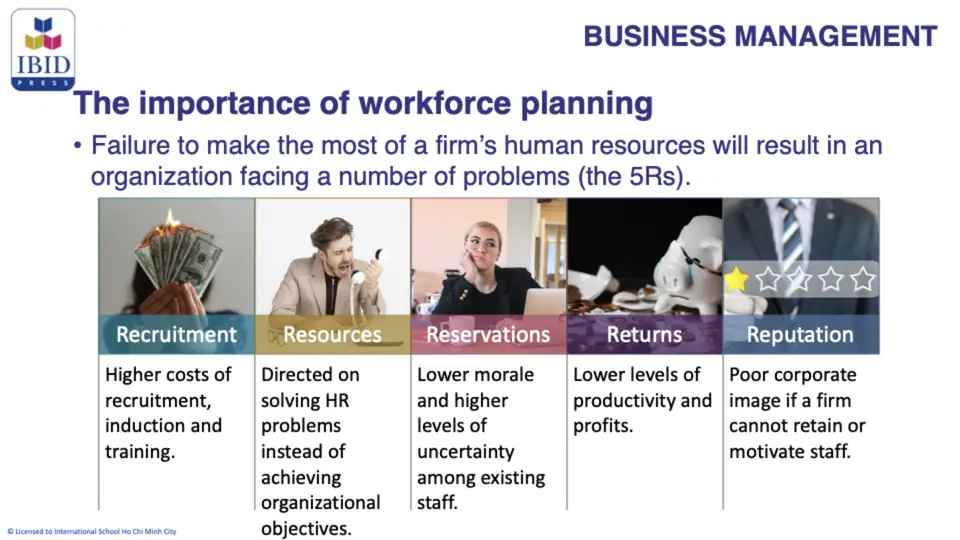 IBID
PRESS
BUSINESS MANAGEMENT
The importance of workforce planning
• Failure to make the most of a firm's human resources will result in an
organization facing a number of problems (the 5Rs).
Recruitment
Higher costs of
recruitment,
induction and
training.
Resources
Directed on
solving HR
problems
instead of
achieving
organizational
objectives.
Reservations
Lower morale
and higher
levels of
uncertainty
among existing
staff.
Returns
Lower levels of
productivity and
profits.
Reputation
Poor corporate
image if a firm
cannot retain or
motivate staff.
© Licensed to International School Ho Chi Minh City